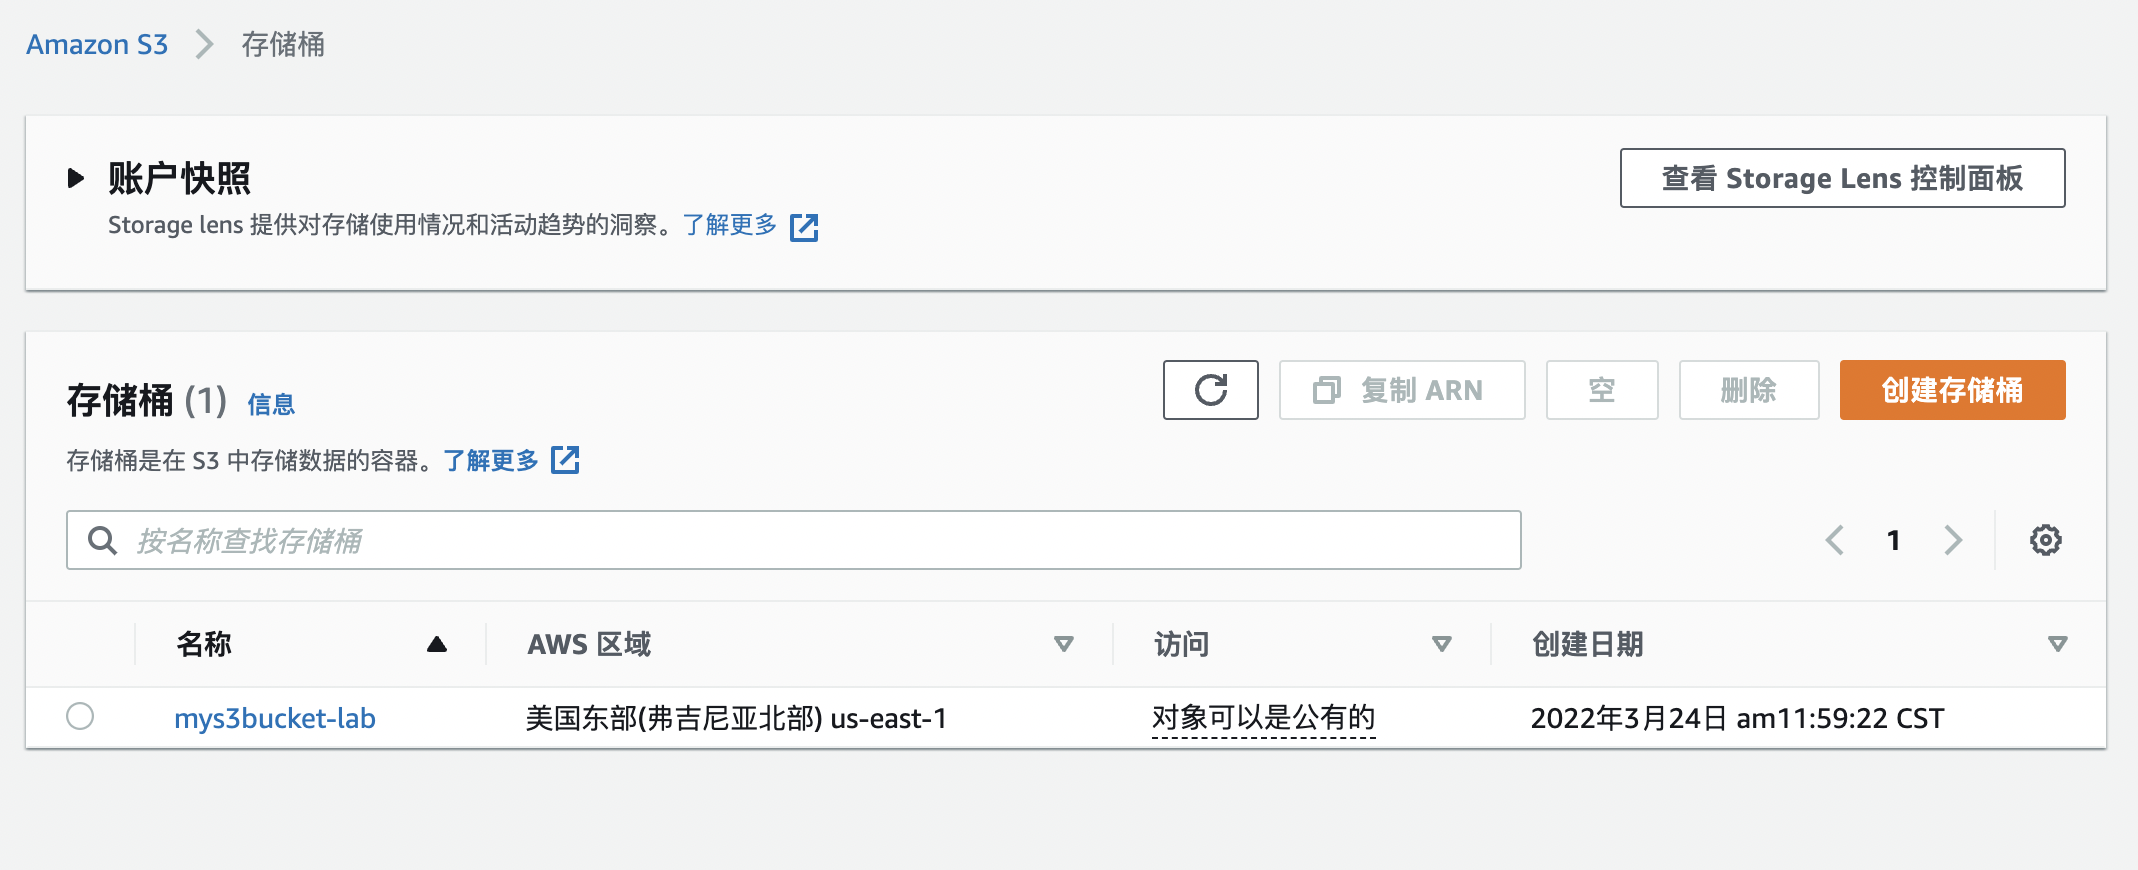 Amazon S3 存储桶
账户快照
查看 Storage Lens 控制面板
Storage lens 提供对存储使用情况和活动趋势的洞察。了解更多
存储桶 (1) 信息
复制 ARN 空 删除 创建存储桶
存储桶是在 S3 中存储数据的容器。了解更多
按名称查找存储桶
1
名称 AWS 区域 访问 创建日期
mys3bucket-lab 美国东部(弗吉尼亚北部) us-east-1 对象可以是公有的 2022年3月24日 am11:59:22 CST